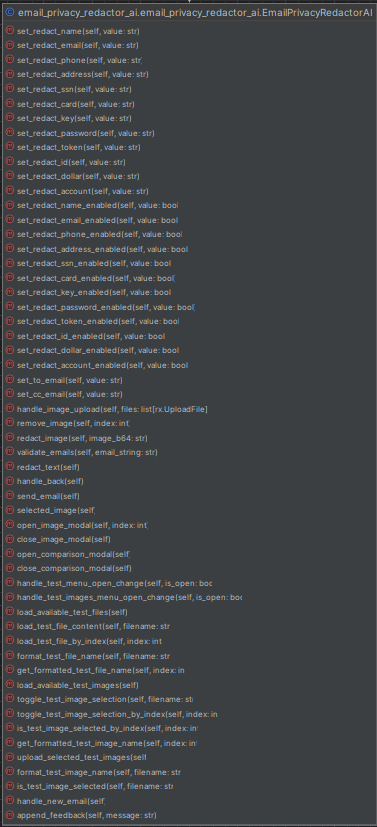 email_privacy_redactor_ai.email_privacy_redactor_ai.EmailPrivacyRedactorAI
set_redact_name(self, value: str)
set_redact_email(self, value: str)
set_redact_phone(self, value: str
set_redact_address(self, value: str)
set_redact_ssn(self, value: str)
set_redact_card(self, value: str)
set_redact_key(self, value: str)
set_redact_password(self, value: str)
set_redact_token(self, value: str)
set_redact_id(self, value: str)
set_redact_dollar(self, value: str)
set_redact_account(self, value: str)
set_redact_name_enabled(self, value: bool
set_redact_email_enabled(self, value: bool
set_redact_phone_enabled(self, value: bool
set_redact_address_enabled(self, value: bool
set_redact_ssn_enabled(self, value: bool
set_redact_card_enabled(self, value: bool
set_redact_key_enabled(self, value: bool
set_redact_password_enabled(self, value: bool
set_redact_token_enabled(self, value: bool
set_redact_id_enabled(self, value: bool
set_redact_dollar_enabled(self, value: bool
set_redact_account_enabled(self, value: bool
set_to_email(self, value: str)
set_cc_email(self, value: str)
handle_image_upload(self, files: list[rx.UploadFile]
remove_image(self, index: int
redact_image(self, image_b64: str)
validate_emails(self, email_string: str)
redact_text(self)
handle_back(self)
send_email(self)
selected_image(self
open_image_modal(self, index: int
close_image_modal(self)
open_comparison_modal(self
close_comparison_modal(self)
handle_test_menu_open_change(self, is_open: boo
handle_test_images_menu_open_change(self, is_open: boo
load_available_test_files(self)
load_test_file_content(self, filename: str
load_test_file_by_index(self, index: int
format_test_file_name(self, filename: str
get_formatted_test_file_name(self, index: in
load_available_test_images(self)
toggle_test_image_selection(self, filename: st
toggle_test_image_selection_by_index(self, index: in
is_test_image_selected_by_index(self, index: in
get_formatted_test_image_name(self, index: in
upload_selected_test_images(self
format_test_image_name(self, filename: str
is_test_image_selected(self, filename: str
handle_new_email(self
append_feedback(self, message: str)